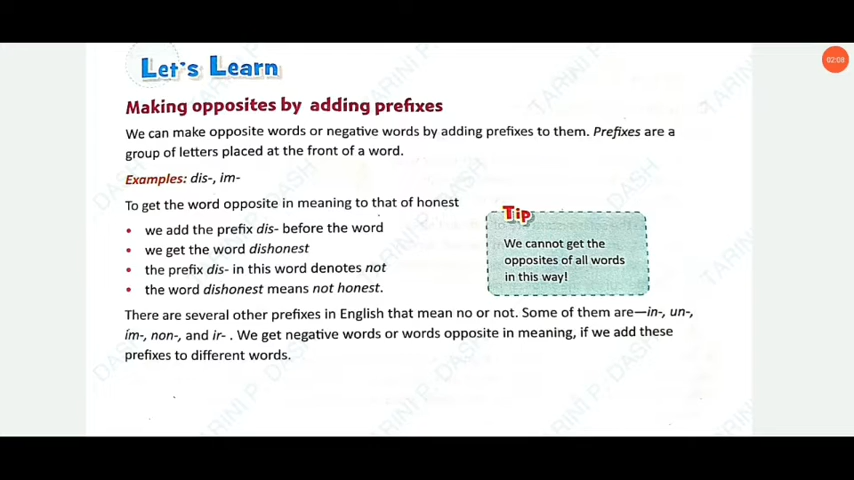 02:08
Let's Learn
Making opposites by adding prefixes
We can make opposite words or negative words by adding prefixes to them. Prefixes are a
group of letters placed at the front of a word.
Examples: dis-, im-
To get the word opposite in meaning to that of honest
• we add the prefix dis- before the word
• we get the word dishonest
• the prefix dis- in this word denotes not
• the word dishonest means not honest.
Tip
We cannot get the
opposites of all words
in this way!
There are several other prefixes in English that mean no or not. Some of them are—in-, un-,
im-, non-, and ir- . We get negative words or words opposite in meaning, if we add these
prefixes to different words.
TARINI P. DASH